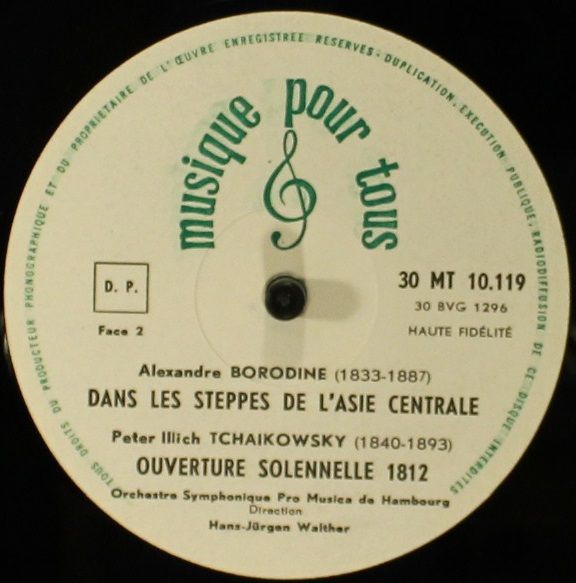 TOUS DROITS DU PRODUCTEUR PHONOGRAPHIQUE ET DU PROPRIETAIRE DE L'ŒUVRE ENREGISTREE RESERVES · DUPLICATION, EXECUTION PUBLIQUE, RADIODIFFUSION DE CE DISQUE INTERDITES
musique pour tous
D. P.
Face 2
30 MT 10.119
30 BVG 1296
HAUTE FIDÉLITÉ
Alexandre BORODINE (1833-1887)
DANS LES STEPPES DE L'ASIE CENTRALE
Peter Illich TCHAIKOWSKY (1840-1893)
OUVERTURE SOLENNELLE 1812
Orchestre Symphonique Pro Musica de Hambourg
Direction
Hans-Jürgen Walther